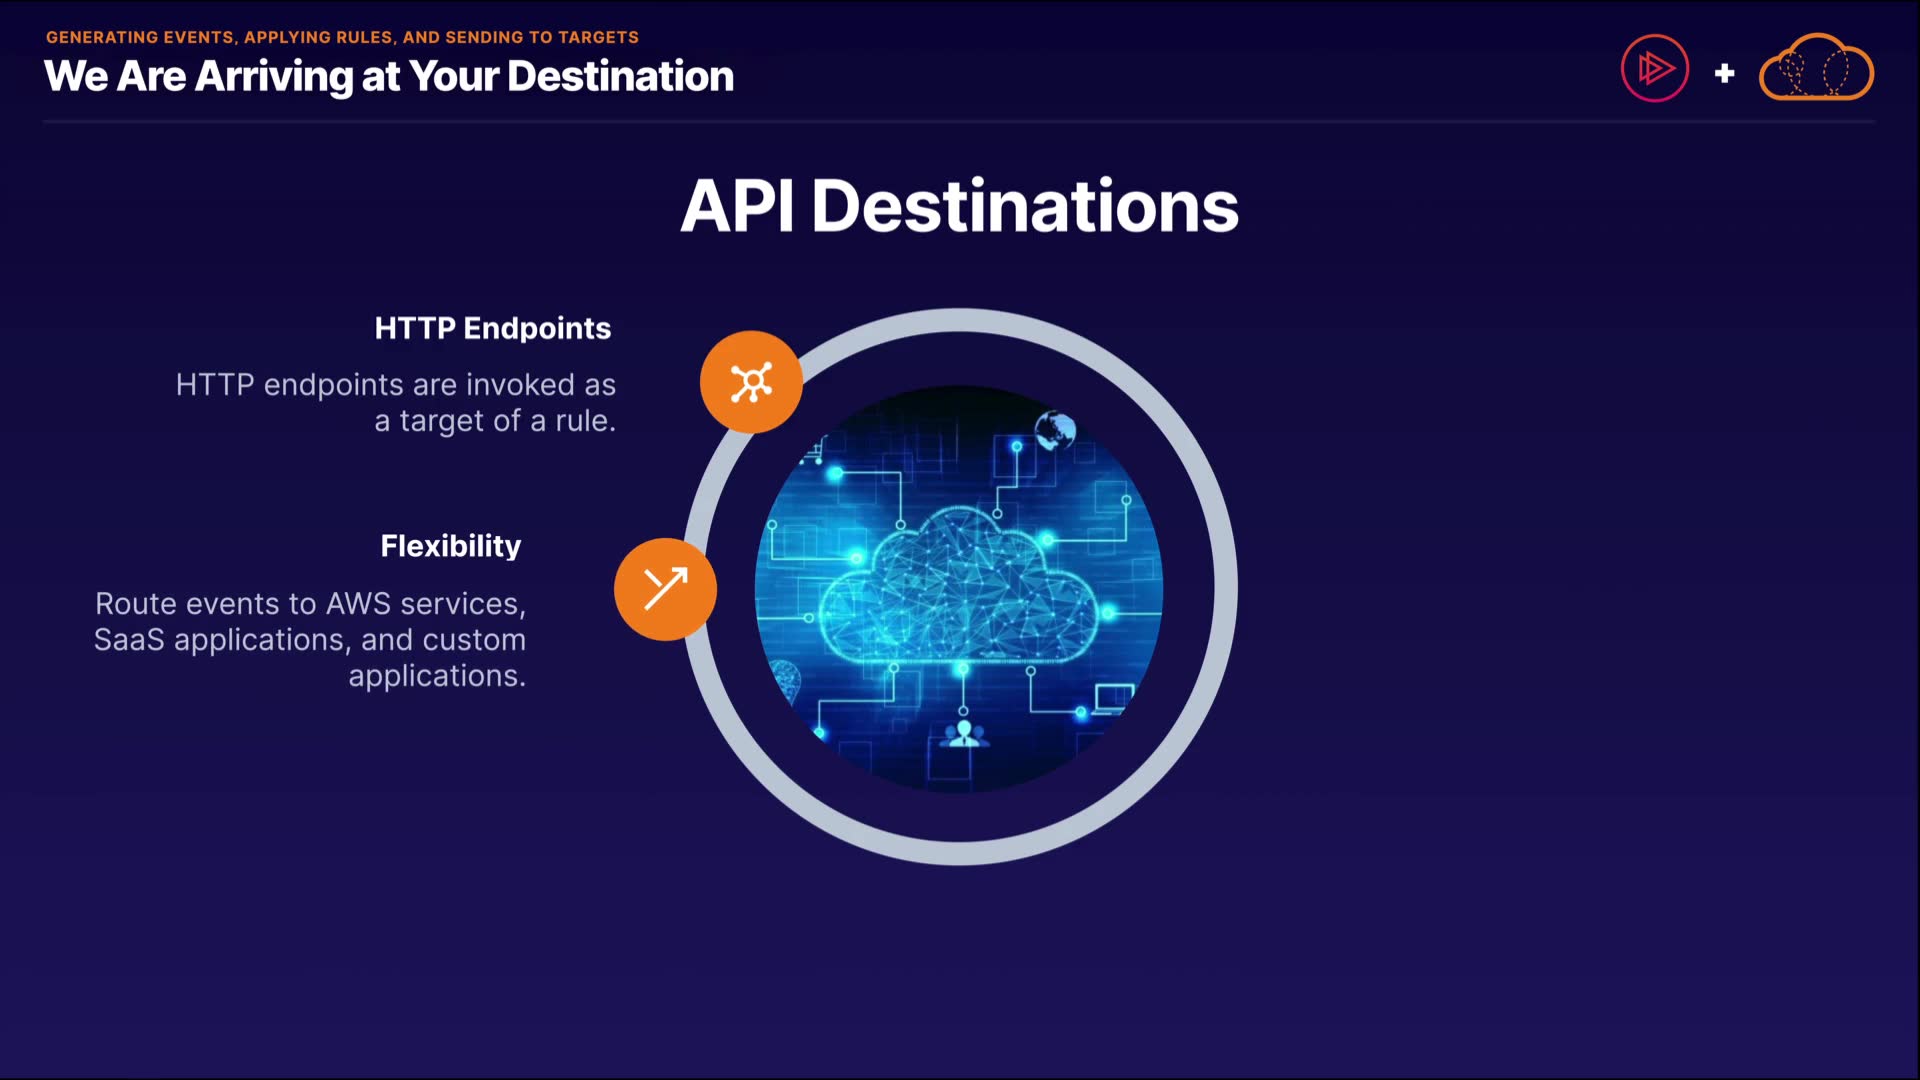 GENERATING EVENTS, APPLYING RULES, AND SENDING TO TARGETS
We Are Arriving at Your Destination
API Destinations
HTTP Endpoints
HTTP endpoints are invoked as
a target of a rule.
Flexibility
Route events to AWS services,
SaaS applications, and custom
applications.